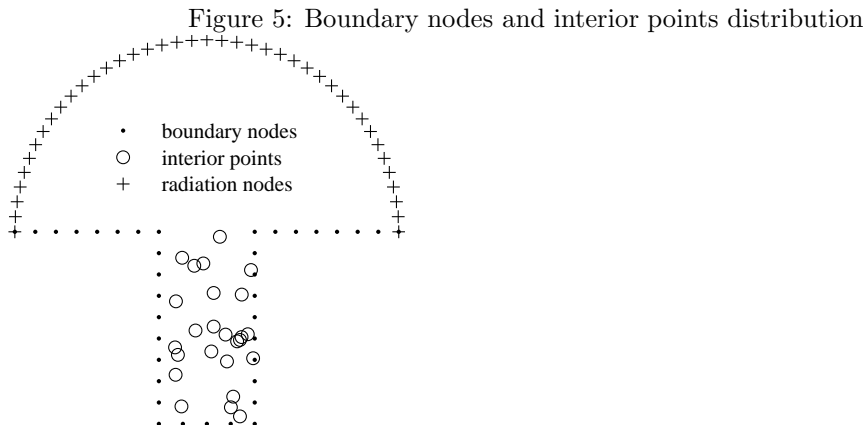 Figure 5: Boundary nodes and interior points distribution
boundary nodes
interior points
radiation nodes